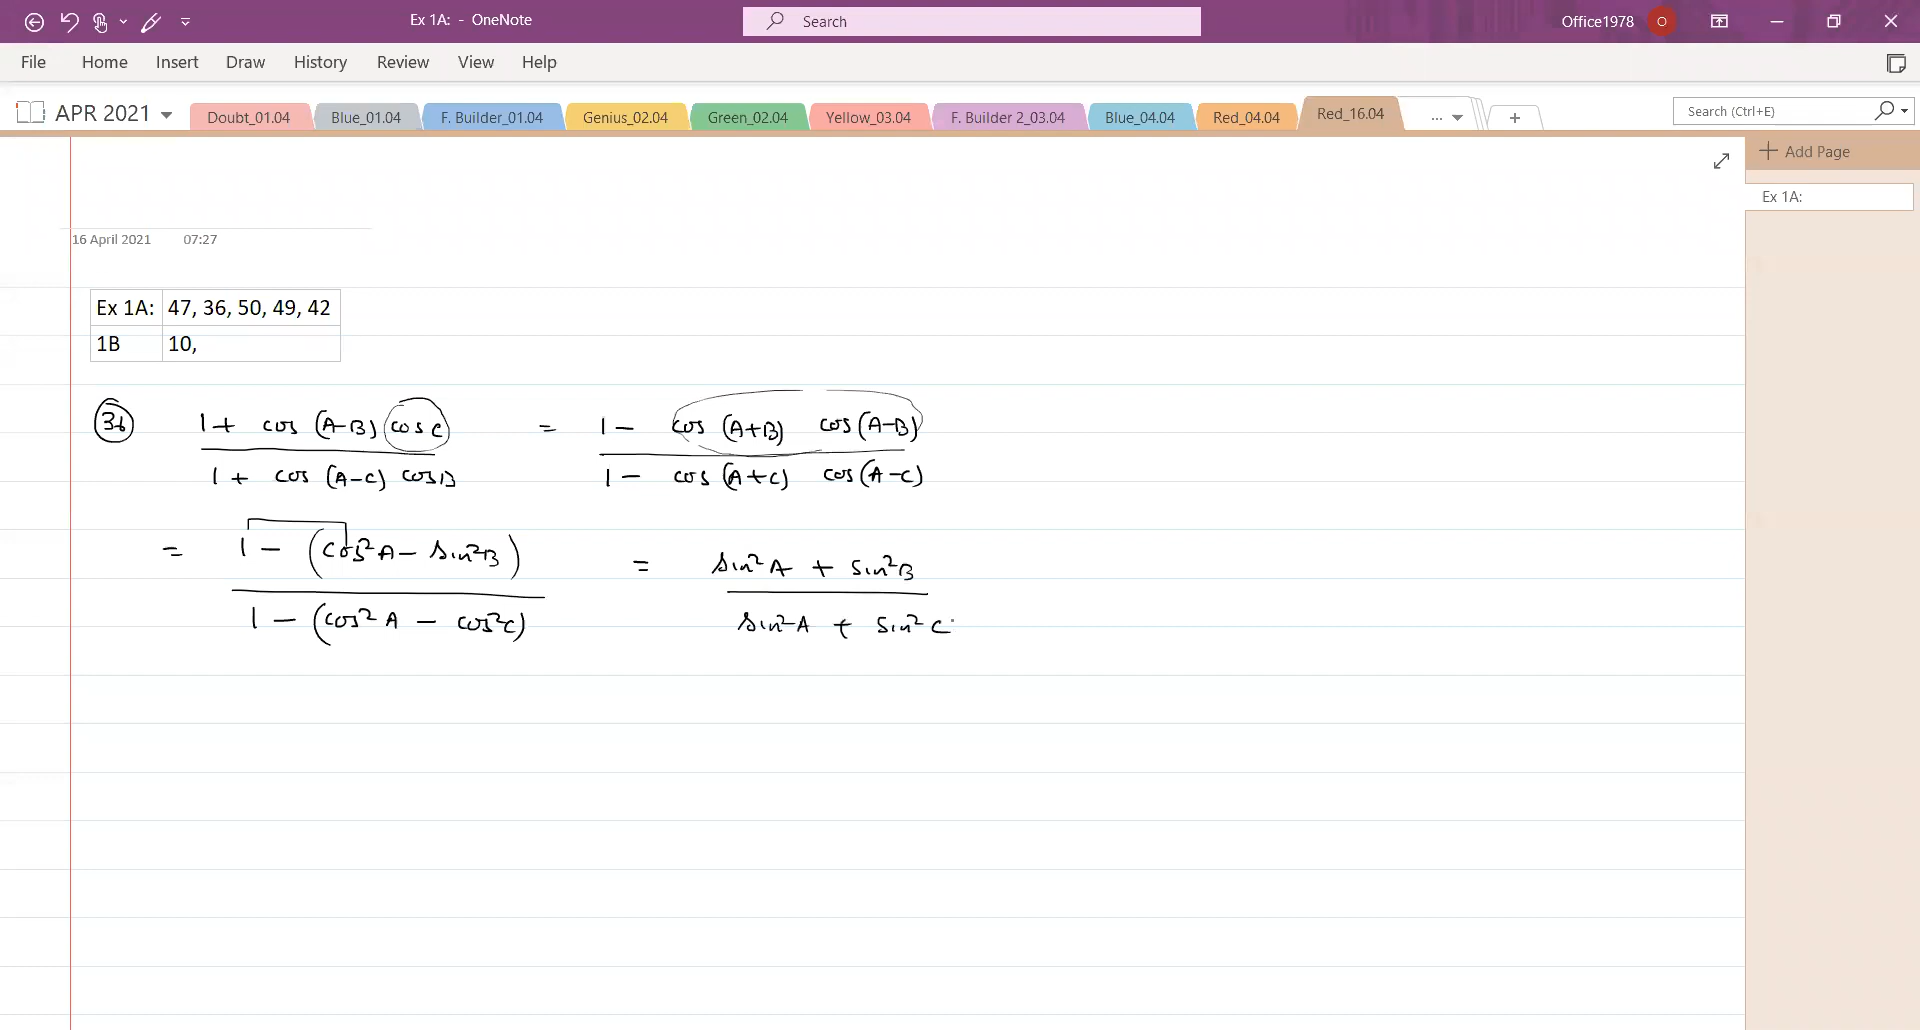 Ex 1A: - OneNote
Search
Office1978
O
File Home Insert Draw History Review View Help
APR 2021
Doubt_01.04 Blue_01.04 F. Builder_01.04 Genius_02.04 Green_02.04 Yellow_03.04 F. Builder 2_03.04 Blue_04.04 Red_04.04 Red_16.04 ... +
Search (Ctrl+E)
+ Add Page
Ex 1A:
16 April 2021 07:27
Ex 1A: 47, 36, 50, 49, 42
1B 10,
36 1 + cos (A-B) cos C = 1 - cos (A+B) cos (A-B)
1 + cos (A-C) cos B 1 - cos (A+C) cos (A-C)
= 1 - (cos²A - sin²B) = sin²A + sin²B
1 - (cos²A - cos²C) sin²A + sin²C